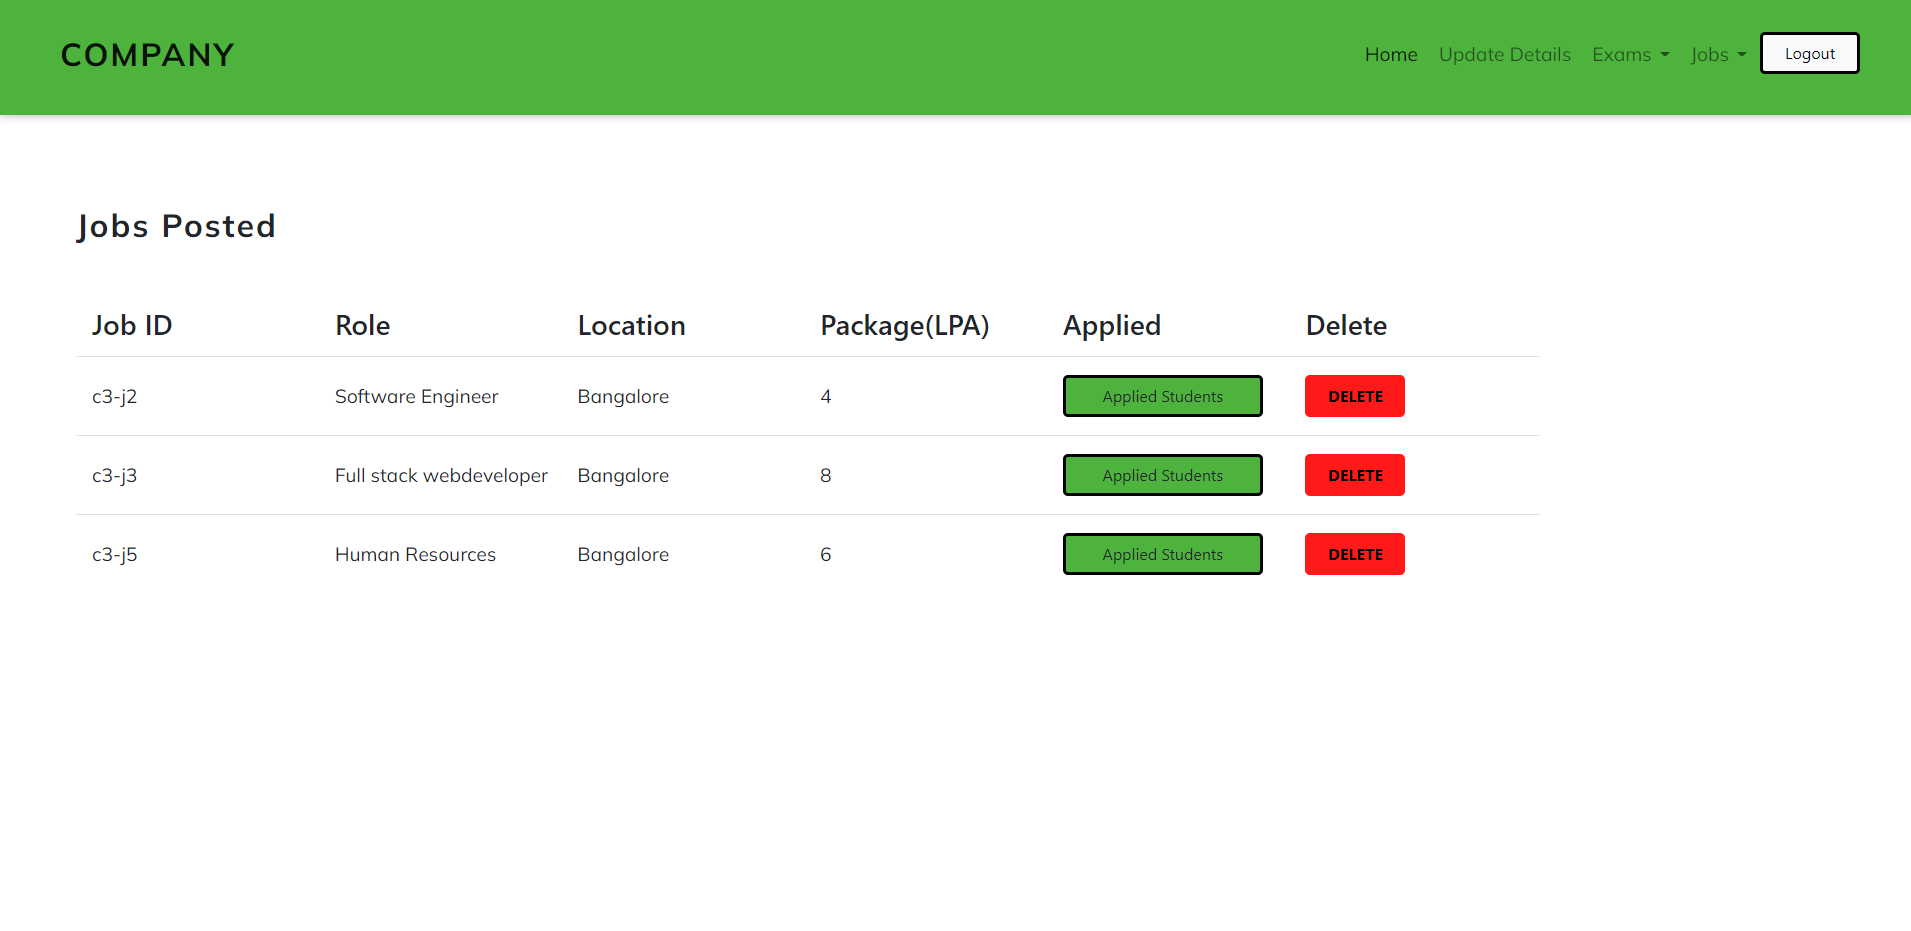 COMPANY Home Update Details Exams Jobs Logout
Jobs Posted
Job ID Role Location Package(LPA) Applied Delete
c3-j2 Software Engineer Bangalore 4 Applied Students DELETE
c3-j3 Full stack webdeveloper Bangalore 8 Applied Students DELETE
c3-j5 Human Resources Bangalore 6 Applied Students DELETE